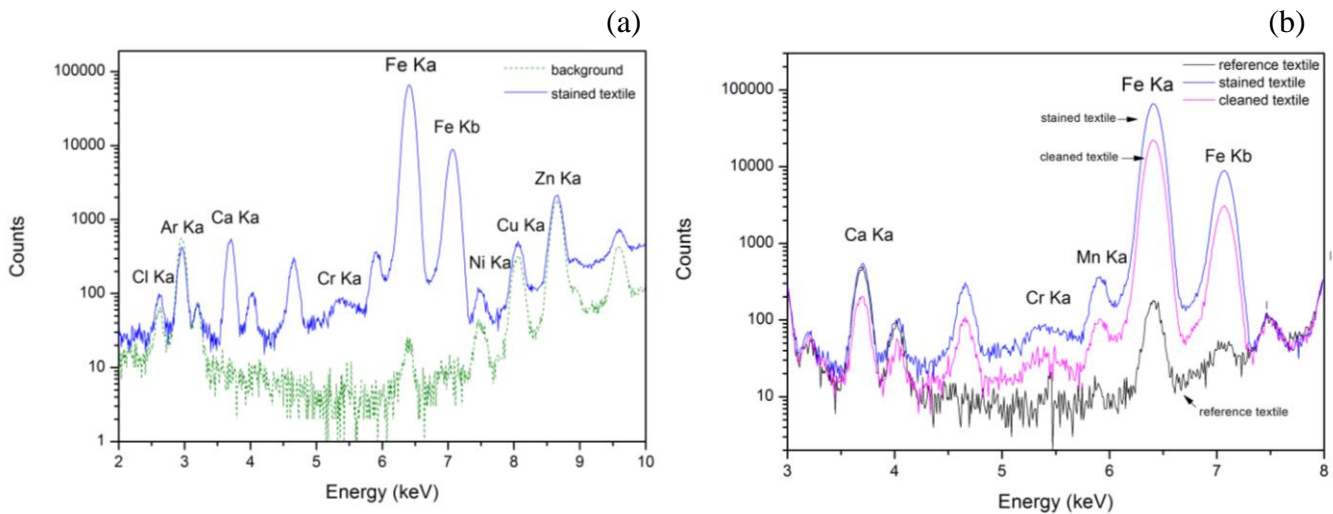 (a)
100000
10000
1000
100
10
1
Counts
background
stained textile
Fe Ka
Fe Kb
Zn Ka
Ar Ka
Ca Ka
Cu Ka
Cl Ka
Cr Ka
Ni Ka
2 3 4 5 6 7 8 9 10
Energy (keV)
(b)
100000
10000
1000
100
10
Counts
reference textile
stained textile
cleaned textile
Fe Ka
stained textile
cleaned textile
Fe Kb
Ca Ka
Mn Ka
Cr Ka
reference textile
3 4 5 6 7 8
Energy (keV)